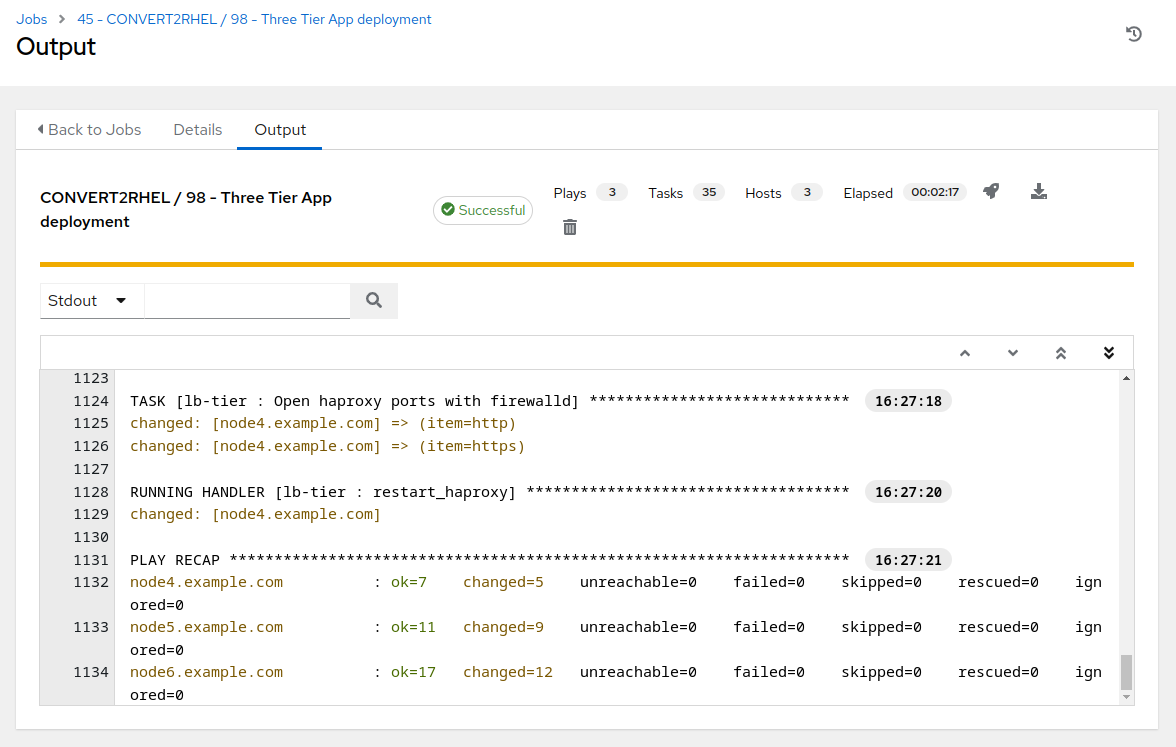 Jobs > 45 - CONVERT2RHEL / 98 - Three Tier App deployment
Output
Back to Jobs Details Output
CONVERT2RHEL / 98 - Three Tier App deployment
Successful
Plays 3 Tasks 35 Hosts 3 Elapsed 00:02:17
Stdout
1123
1124 TASK [lb-tier : Open haproxy ports with firewalld] ***************************** 16:27:18
1125 changed: [node4.example.com] => (item=http)
1126 changed: [node4.example.com] => (item=https)
1127
1128 RUNNING HANDLER [lb-tier : restart_haproxy] ************************************ 16:27:20
1129 changed: [node4.example.com]
1130
1131 PLAY RECAP ********************************************************************* 16:27:21
1132 node4.example.com : ok=7 changed=5 unreachable=0 failed=0 skipped=0 rescued=0 ign
ored=0
1133 node5.example.com : ok=11 changed=9 unreachable=0 failed=0 skipped=0 rescued=0 ign
ored=0
1134 node6.example.com : ok=17 changed=12 unreachable=0 failed=0 skipped=0 rescued=0 ign
ored=0